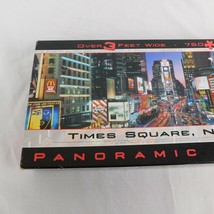 OVER 3 FEET WIDE 750
TIMES SQUARE, N
PANORAMIC